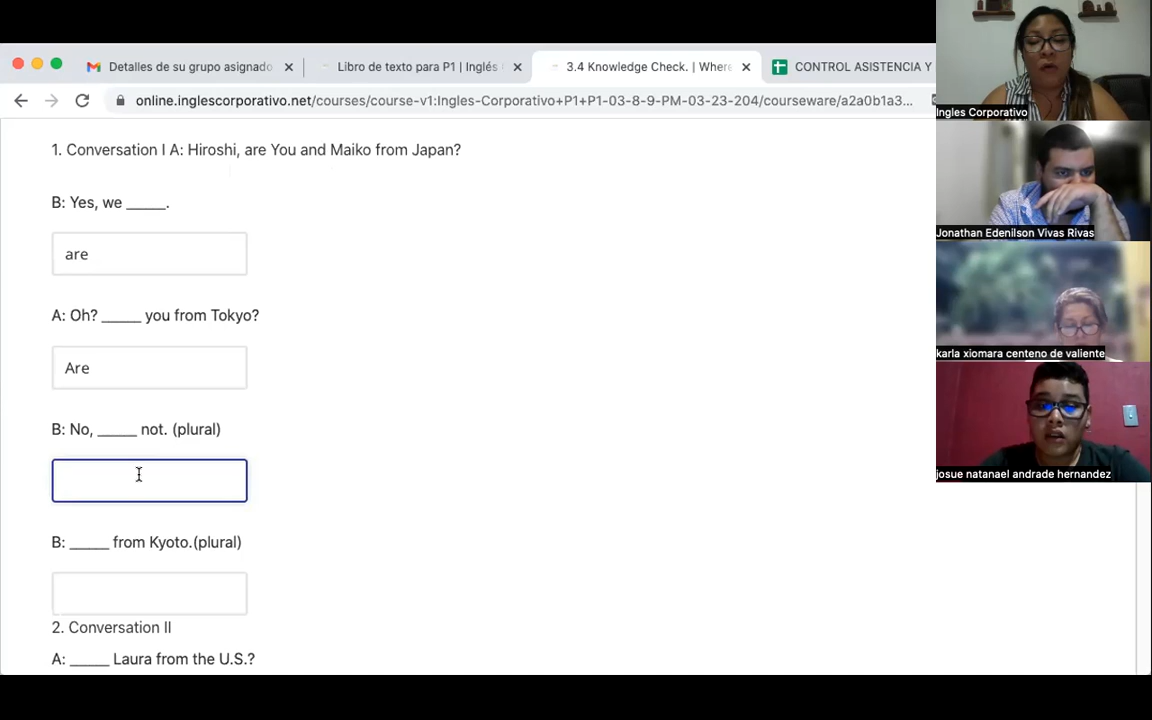 Detalles de su grupo asignado
Libro de texto para P1 | Inglés
3.4 Knowledge Check. | Where
CONTROL ASISTENCIA Y
online.inglescorporativo.net/courses/course-v1:Ingles-Corporativo+P1+P1-03-8-9-PM-03-23-204/courseware/a2a0b1a3...
1. Conversation I A: Hiroshi, are You and Maiko from Japan?
B: Yes, we _____.
are
A: Oh? _____ you from Tokyo?
Are
B: No, _____ not. (plural)
B: _____ from Kyoto.(plural)
2. Conversation II
A: _____ Laura from the U.S.?
Ingles Corporativo
Jonathan Edenilson Vivas Rivas
karla xiomara centeno de valiente
josue natanael andrade hernandez